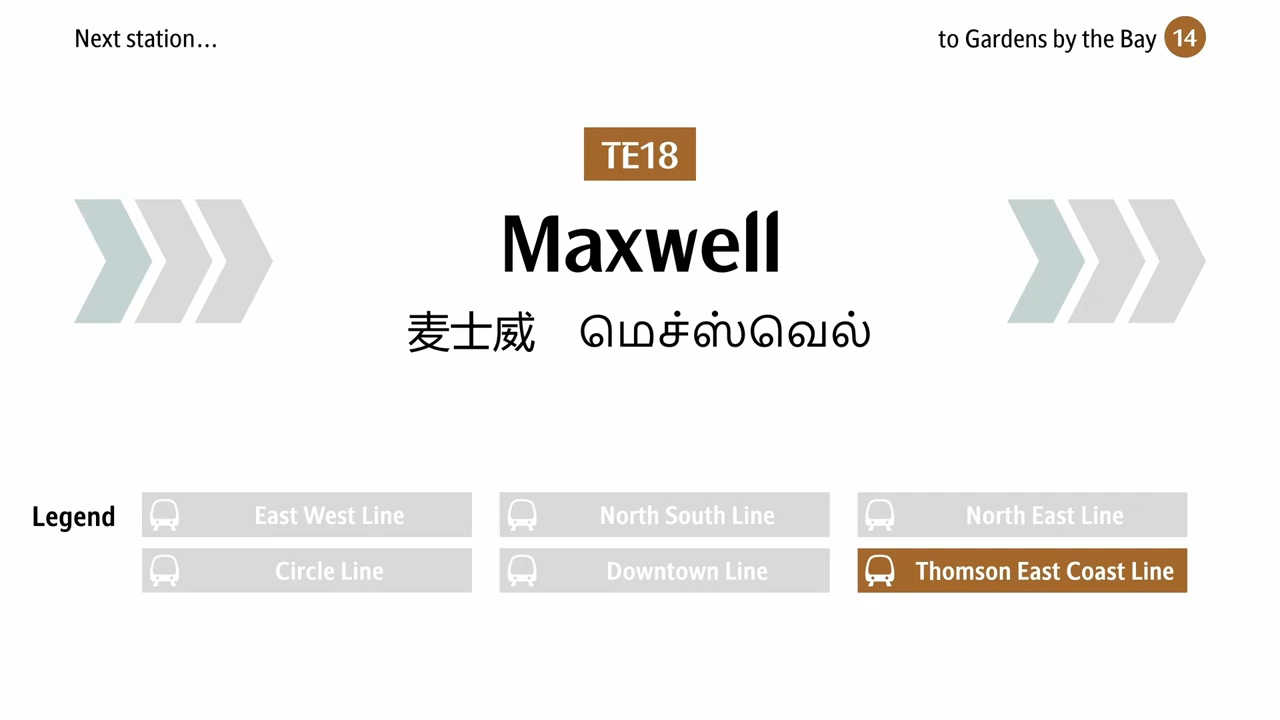 Next station...
to Gardens by the Bay 14
TE18
Maxwell
麦士威 மெச்ஸ்வெல்
Legend
East West Line
North South Line
North East Line
Circle Line
Downtown Line
Thomson East Coast Line